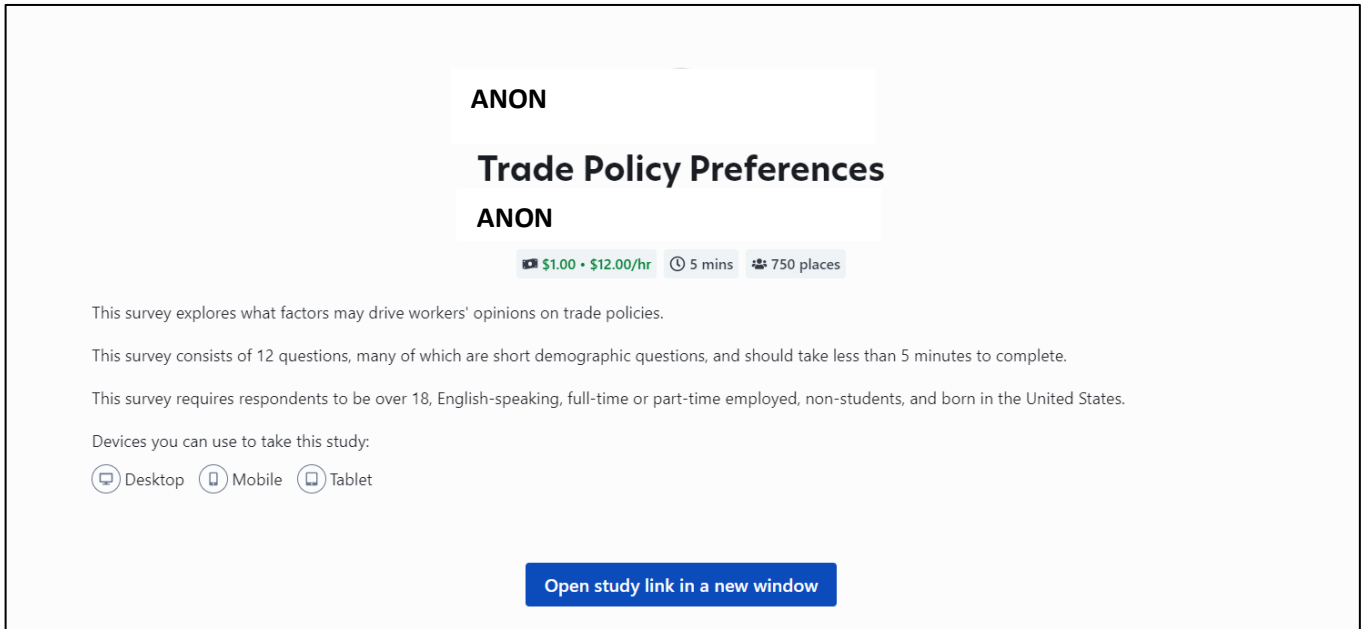 ANON
Trade Policy Preferences
ANON
$1.00 • $12.00/hr 5 mins 750 places
This survey explores what factors may drive workers' opinions on trade policies.
This survey consists of 12 questions, many of which are short demographic questions, and should take less than 5 minutes to complete.
This survey requires respondents to be over 18, English-speaking, full-time or part-time employed, non-students, and born in the United States.
Devices you can use to take this study:
Desktop Mobile Tablet
Open study link in a new window